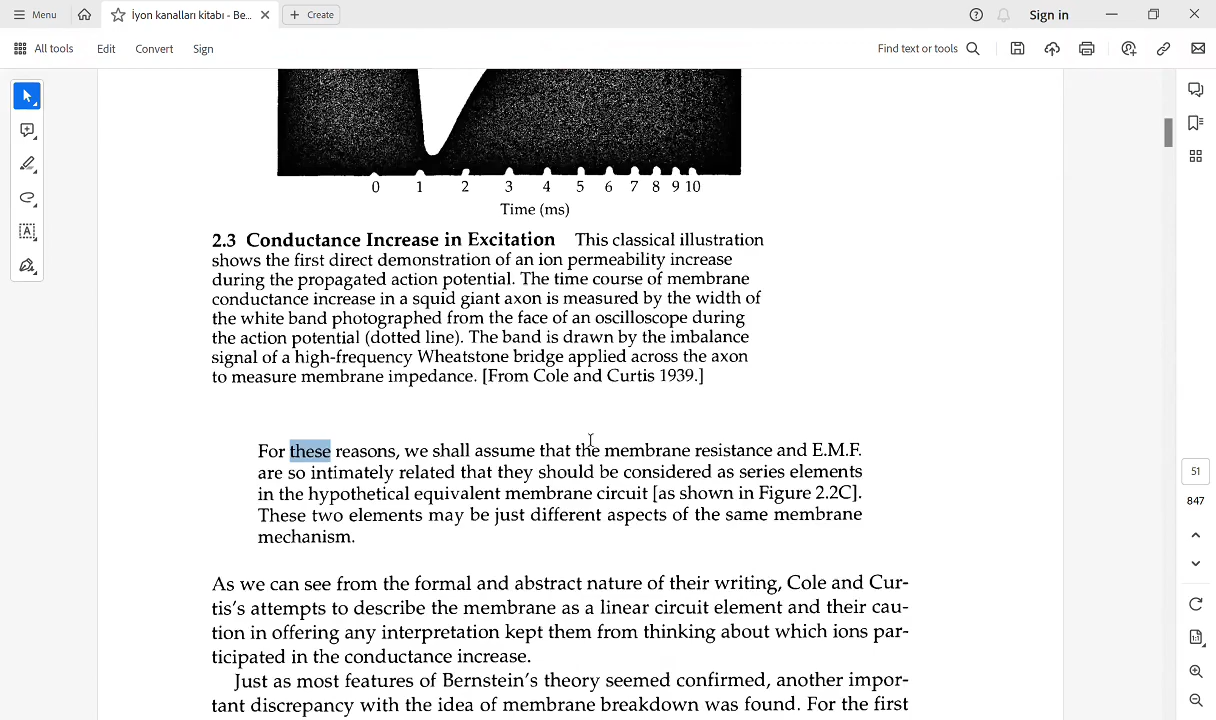 Menu
İyon kanalları kitabı - Be...
Create
Sign in
All tools
Edit
Convert
Sign
Find text or tools
0 1 2 3 4 5 6 7 8 9 10
Time (ms)
2.3 Conductance Increase in Excitation This classical illustration
shows the first direct demonstration of an ion permeability increase
during the propagated action potential. The time course of membrane
conductance increase in a squid giant axon is measured by the width of
the white band photographed from the face of an oscilloscope during
the action potential (dotted line). The band is drawn by the imbalance
signal of a high-frequency Wheatstone bridge applied across the axon
to measure membrane impedance. [From Cole and Curtis 1939.]
For these reasons, we shall assume that the membrane resistance and E.M.F.
are so intimately related that they should be considered as series elements
in the hypothetical equivalent membrane circuit [as shown in Figure 2.2C].
These two elements may be just different aspects of the same membrane
mechanism.
As we can see from the formal and abstract nature of their writing, Cole and Cur-
tis's attempts to describe the membrane as a linear circuit element and their cau-
tion in offering any interpretation kept them from thinking about which ions par-
ticipated in the conductance increase.
Just as most features of Bernstein's theory seemed confirmed, another impor-
tant discrepancy with the idea of membrane breakdown was found. For the first
51
847
1:1